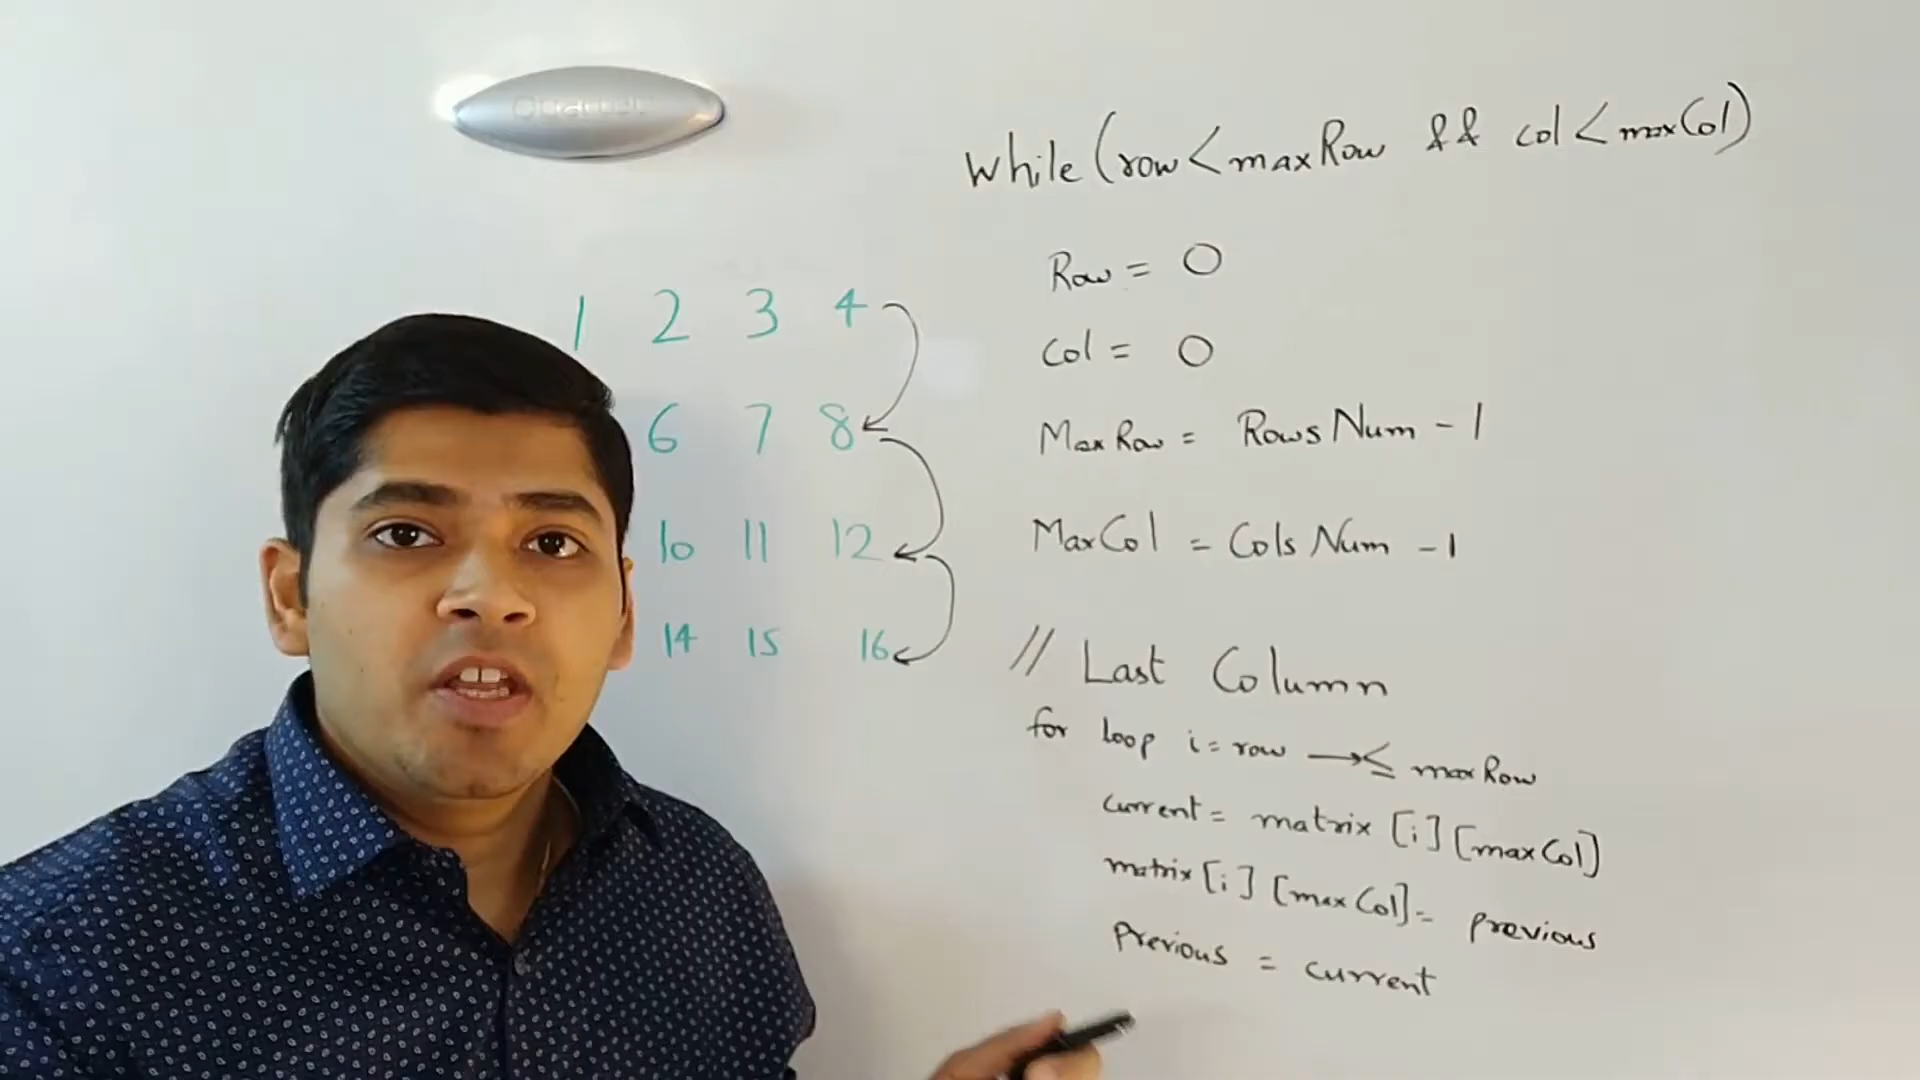 while (row < maxRow && col < maxCol)
Row = 0
Col = 0
MaxRow = RowsNum - 1
MaxCol = ColsNum - 1
// Last Column
for loop i = row → ≤ maxRow
current = matrix [i] [maxCol]
matrix [i] [maxCol] = previous
Previous = current
1 2 3 4
6 7 8
10 11 12
14 15 16